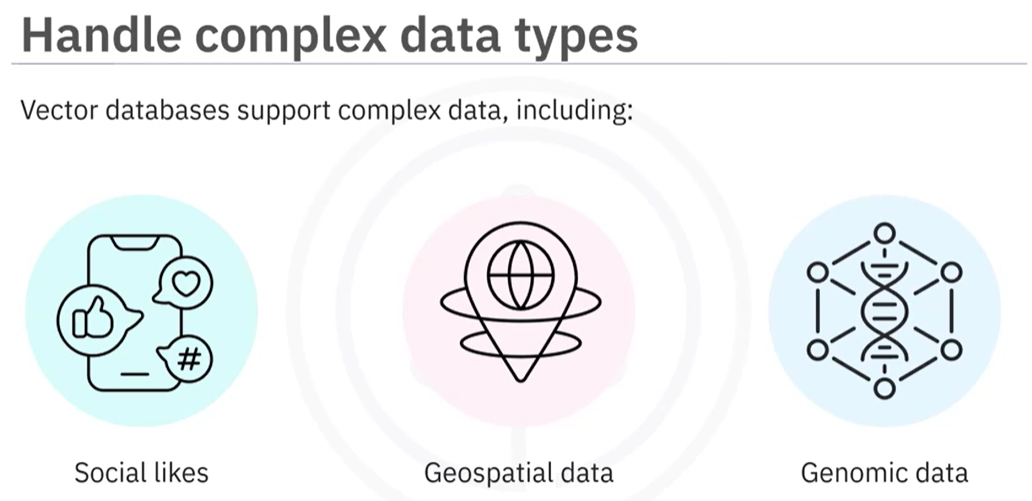 Handle complex data types
Vector databases support complex data, including:
#
Social likes
Geospatial data
Genomic data